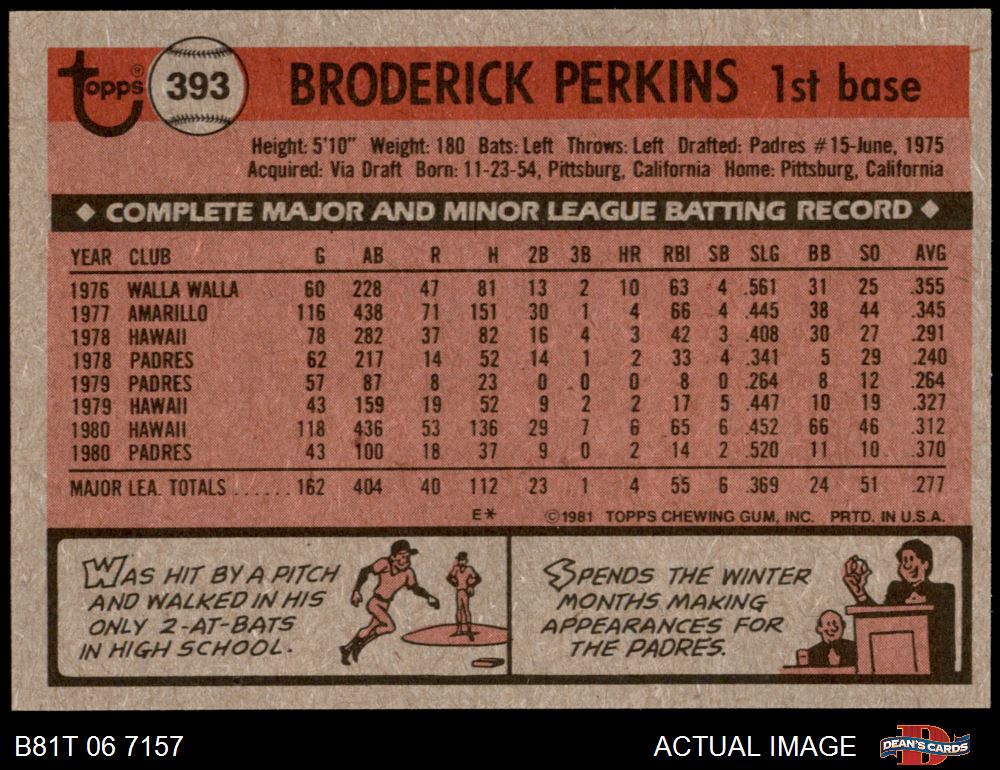 topps® 393 BRODERICK PERKINS 1st base
Height: 5'10" Weight: 180 Bats: Left Throws: Left Drafted: Padres #15-June, 1975
Acquired: Via Draft Born: 11-23-54, Pittsburg, California Home: Pittsburg, California
◆ COMPLETE MAJOR AND MINOR LEAGUE BATTING RECORD ◆
YEAR CLUB G AB R H 2B 3B HR RBI SB SLG BB SO AVG
1976 WALLA WALLA 60 228 47 81 13 2 10 63 4 .561 31 25 .355
1977 AMARILLO 116 438 71 151 30 1 4 66 4 .445 38 44 .345
1978 HAWAII 78 282 37 82 16 4 3 42 3 .408 30 27 .291
1978 PADRES 62 217 14 52 14 1 2 33 4 .341 5 29 .240
1979 PADRES 57 87 8 23 0 0 0 8 0 .264 8 12 .264
1979 HAWAII 43 159 19 52 9 2 2 17 5 .447 10 19 .327
1980 HAWAII 118 436 53 136 29 7 6 65 6 .452 66 46 .312
1980 PADRES 43 100 18 37 9 0 2 14 2 .520 11 10 .370
MAJOR LEA. TOTALS ...... 162 404 40 112 23 1 4 55 6 .369 24 51 .277
E* ©1981 TOPPS CHEWING GUM, INC. PRTD. IN U.S.A.
WAS HIT BY A PITCH
AND WALKED IN HIS
ONLY 2-AT-BATS
IN HIGH SCHOOL.
SPENDS THE WINTER
MONTHS MAKING
APPEARANCES FOR
THE PADRES.
B81T 06 7157 ACTUAL IMAGE D DEAN'S CARDS